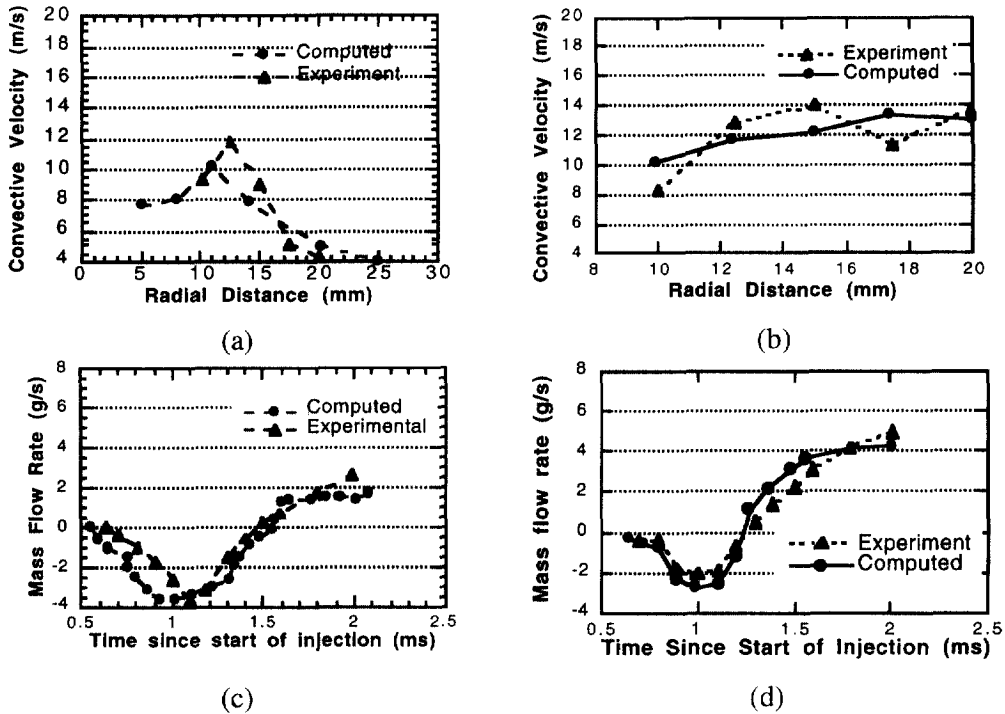 20
18
16
14
12
10
8
6
4
0 5 10 15 20 25 30
Convective Velocity (m/s)
Computed
Experiment
Radial Distance (mm)
(a)
20
18
16
14
12
10
8
6
4
8 10 12 14 16 18 20
Convective Velocity (m/s)
Experiment
Computed
Radial Distance (mm)
(b)
8
6
4
2
0
-2
-4
0.5 1 1.5 2 2.5
Mass Flow Rate (g/s)
Computed
Experimental
Time since start of injection (ms)
(c)
8
6
4
2
0
-2
-4
0.5 1 1.5 2 2.5
Mass flow rate (g/s)
Experiment
Computed
Time Since Start of Injection (ms)
(d)